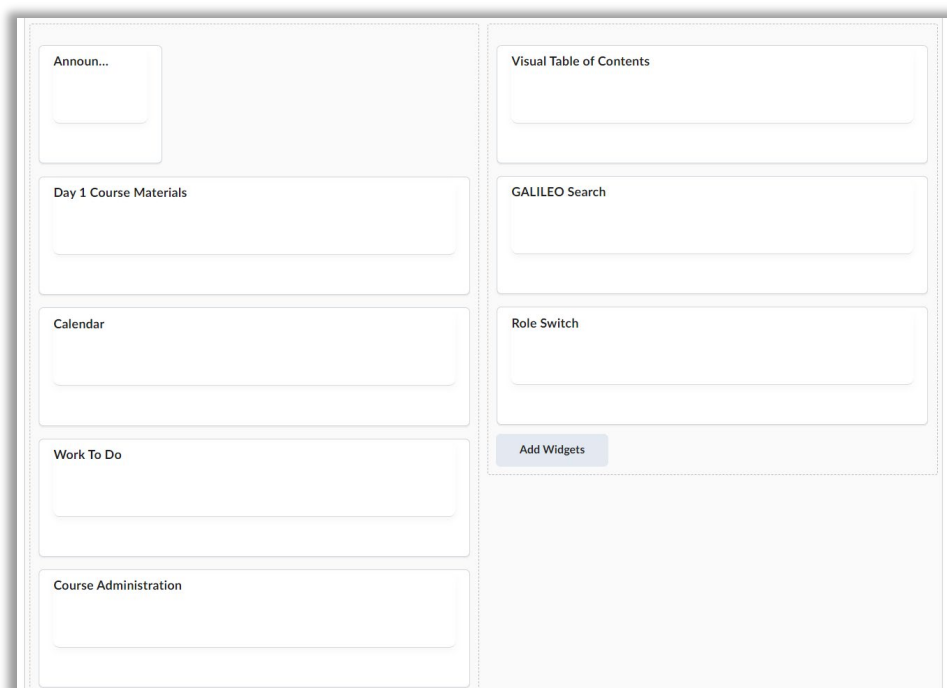 Announ...
Day 1 Course Materials
Calendar
Work To Do
Course Administration
Visual Table of Contents
GALILEO Search
Role Switch
Add Widgets